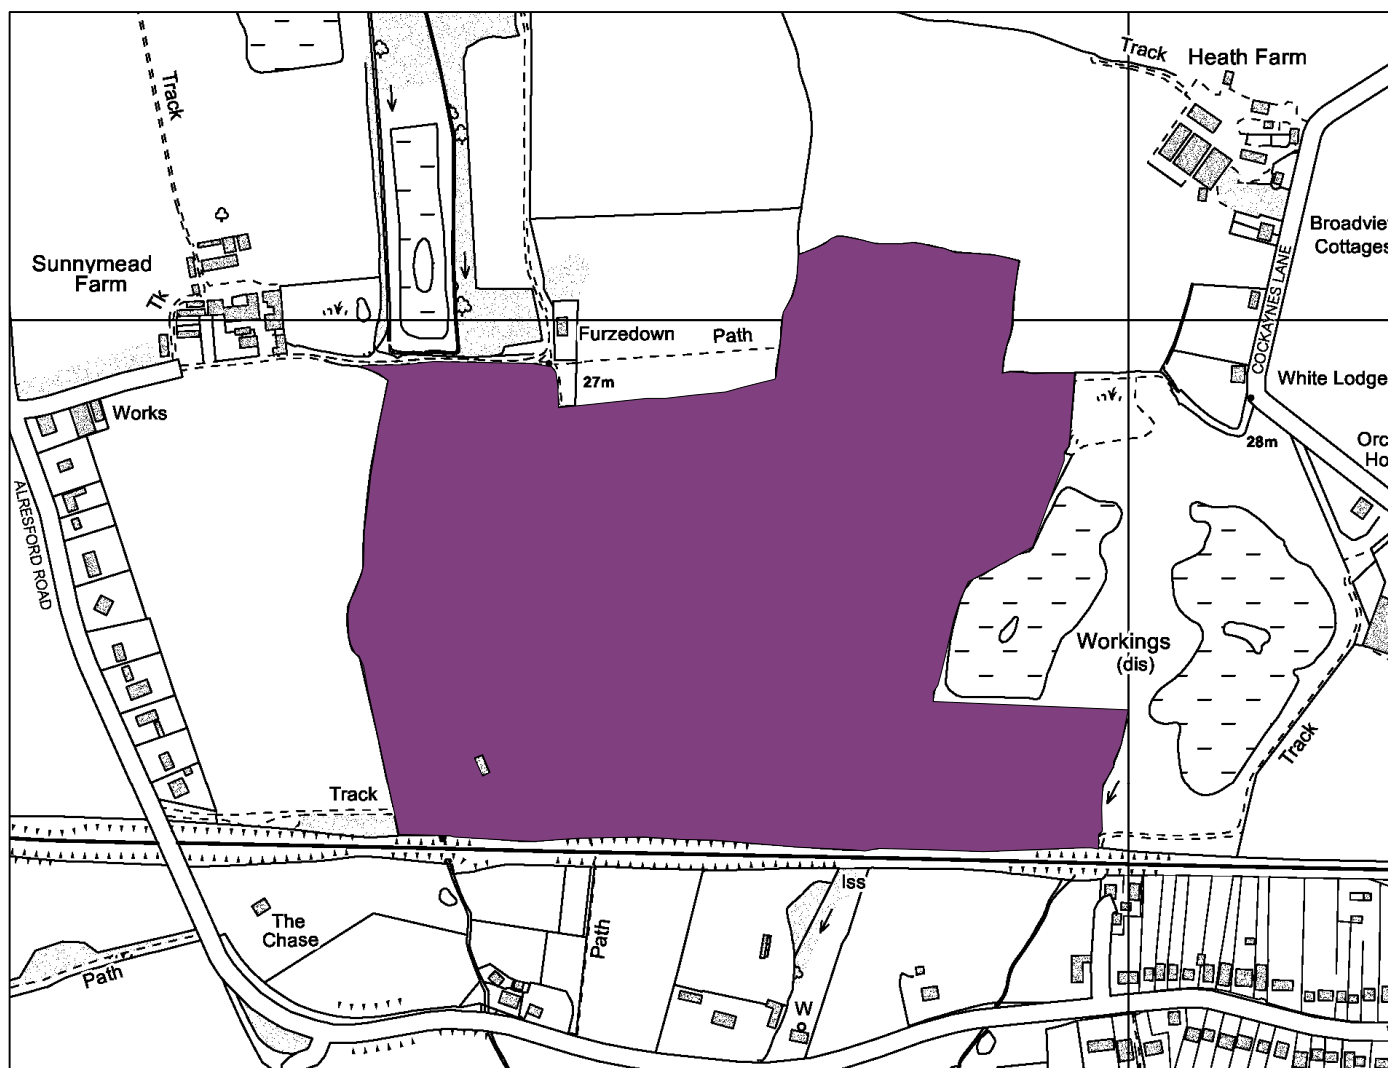 Track
Heath Farm
Track
Broadvie
Cottages
COCKAYNES LANE
Sunnymead
Farm
Tk
Furzedown
Path
27m
White Lodge
Works
28m
Orc
Ho
ALRESFORD ROAD
Workings
(dis)
Track
Track
Iss
The
Chase
Path
Path
W